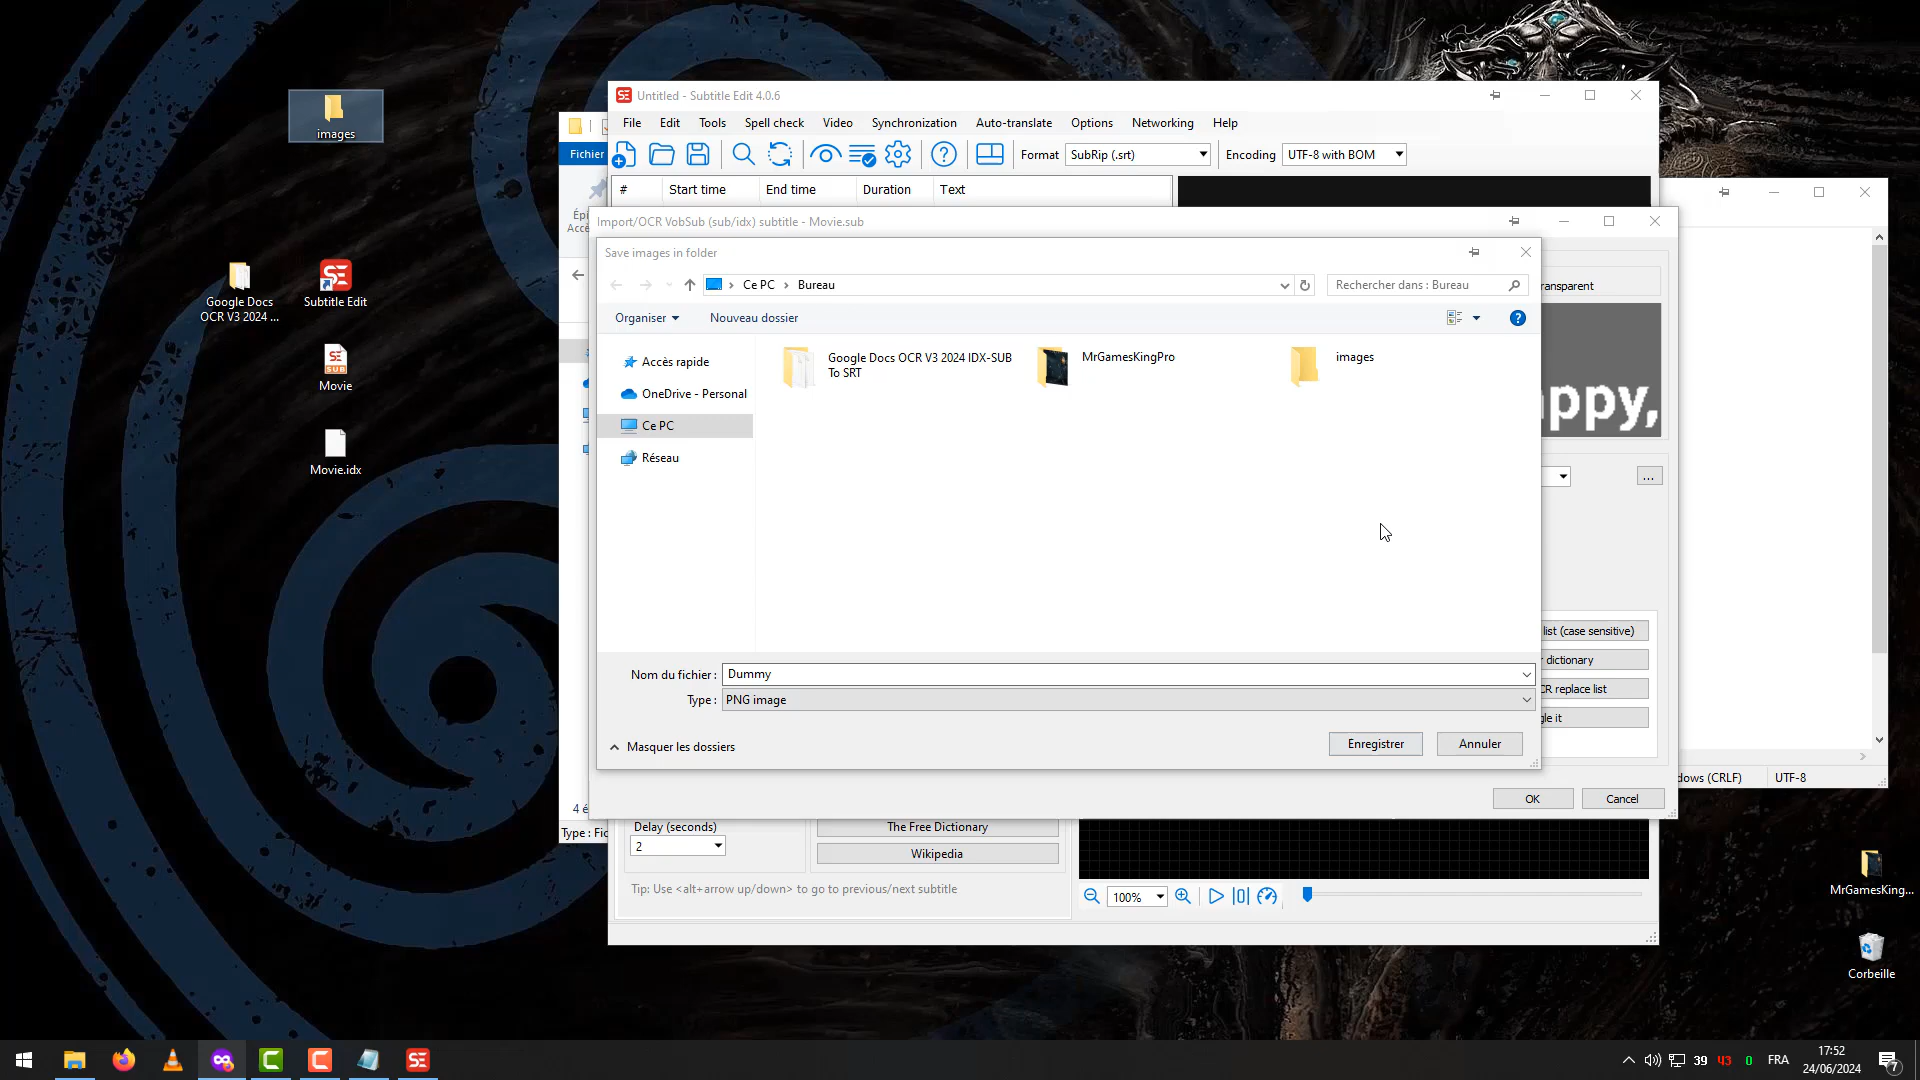 images
Google Docs
OCR V3 2024 ...
Subtitle Edit
Movie
Movie.idx
Fichier
Untitled - Subtitle Edit 4.0.6
File Edit Tools Spell check Video Synchronization Auto-translate Options Networking Help
Format SubRip (.srt) Encoding UTF-8 with BOM
# Start time End time Duration Text
Import/OCR VobSub (sub/idx) subtitle - Movie.sub
Save images in folder
Ce PC › Bureau
Rechercher dans : Bureau
ransparent
Organiser Nouveau dossier
Accès rapide
OneDrive - Personal
Ce PC
Réseau
Google Docs OCR V3 2024 IDX-SUB
To SRT
MrGamesKingPro
images
ppy,
...
list (case sensitive)
dictionary
CR replace list
gle it
Nom du fichier : Dummy
Type : PNG image
Masquer les dossiers
Enregistrer Annuler
OK Cancel
dows (CRLF) UTF-8
4 é
Type : Fic
Delay (seconds)
2
The Free Dictionary
Wikipedia
Tip: Use <alt+arrow up/down> to go to previous/next subtitle
100%
MrGamesKing...
Corbeille
39 43 0 FRA
17:52
24/06/2024
7